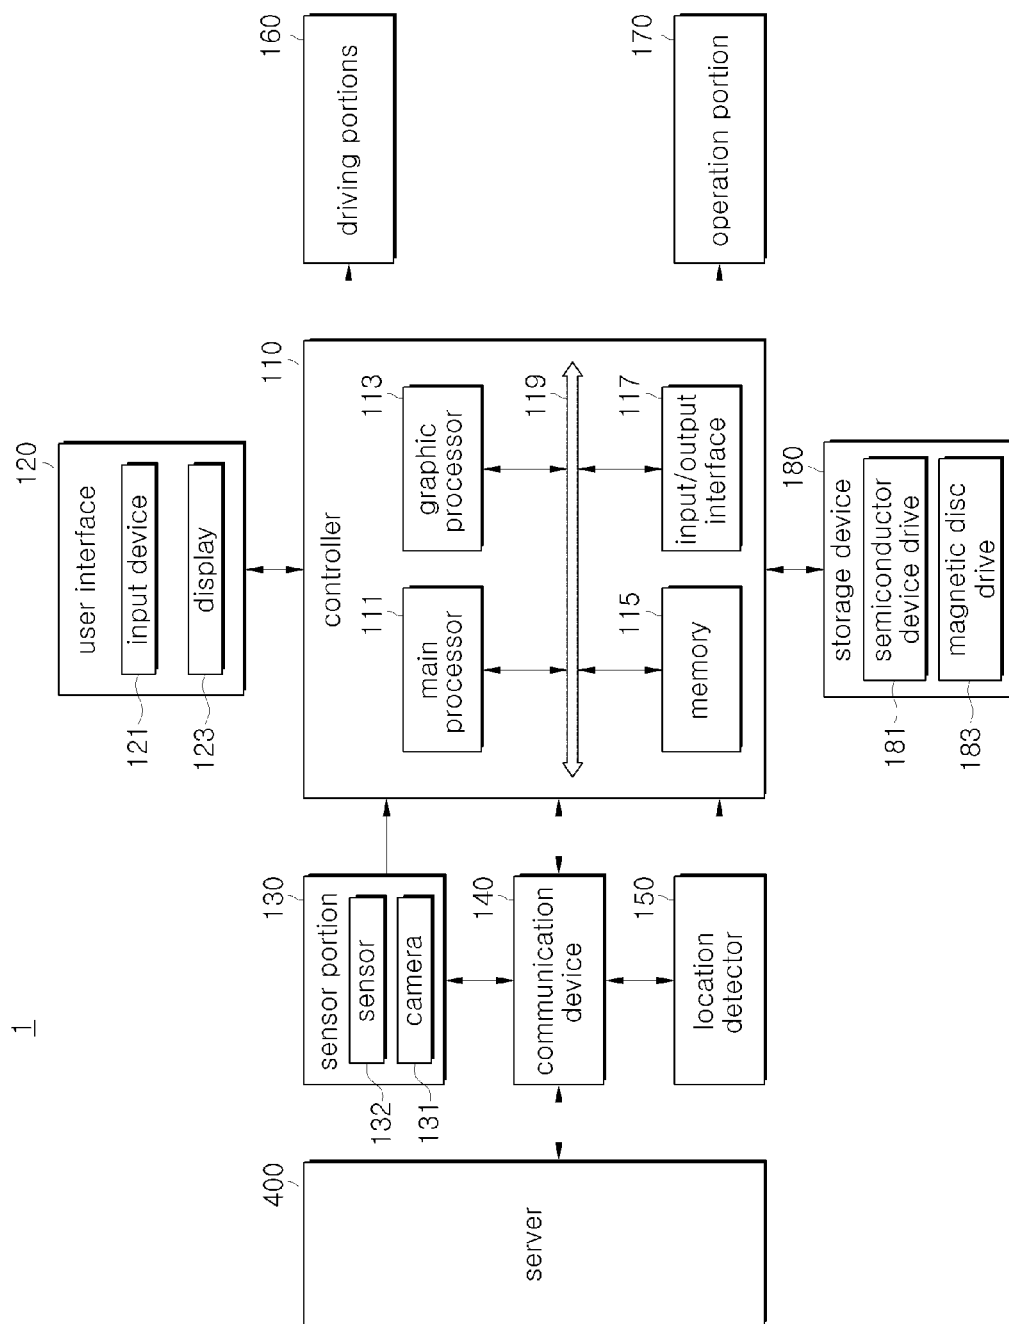 1
120
user interface
input device
display
121
123
400
server
130
sensor portion
sensor
camera
132
131
140
communication
device
150
location
detector
110
controller
111
main
processor
113
graphic
processor
119
115
memory
117
input/output
interface
160
driving portions
170
operation portion
180
storage device
semiconductor
device drive
magnetic disc
drive
181
183